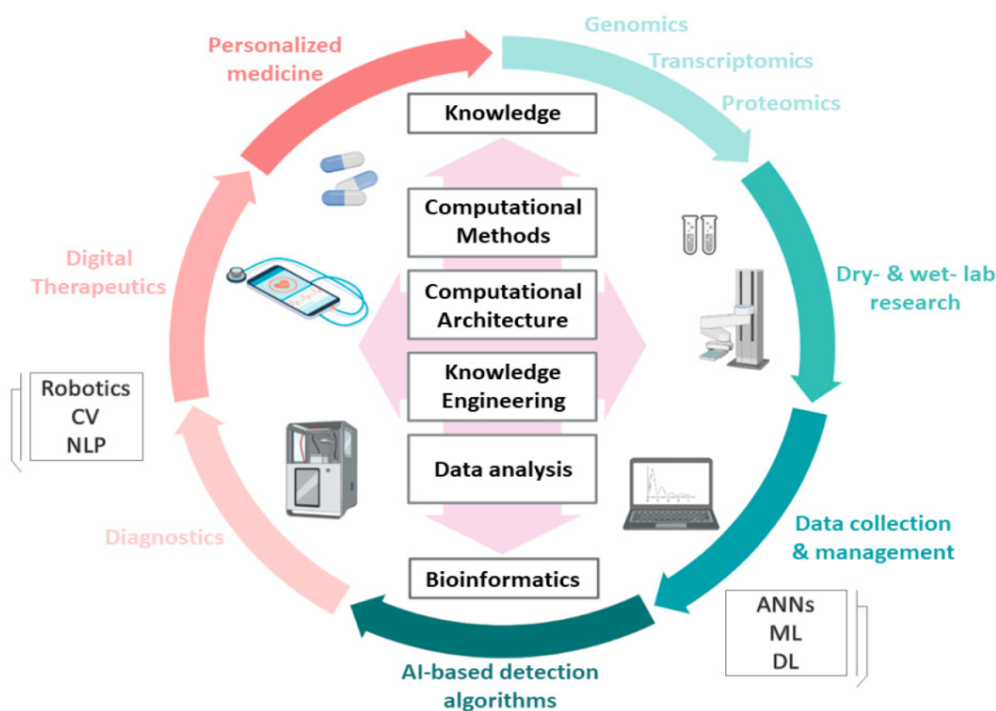 Genomics
Transcriptomics
Proteomics
Personalized
medicine
Knowledge
Computational
Methods
Digital
Therapeutics
Computational
Architecture
Dry- & wet- lab
research
Knowledge
Engineering
Robotics
CV
NLP
Data analysis
Diagnostics
Data collection
& management
Bioinformatics
ANNs
ML
DL
AI-based detection
algorithms